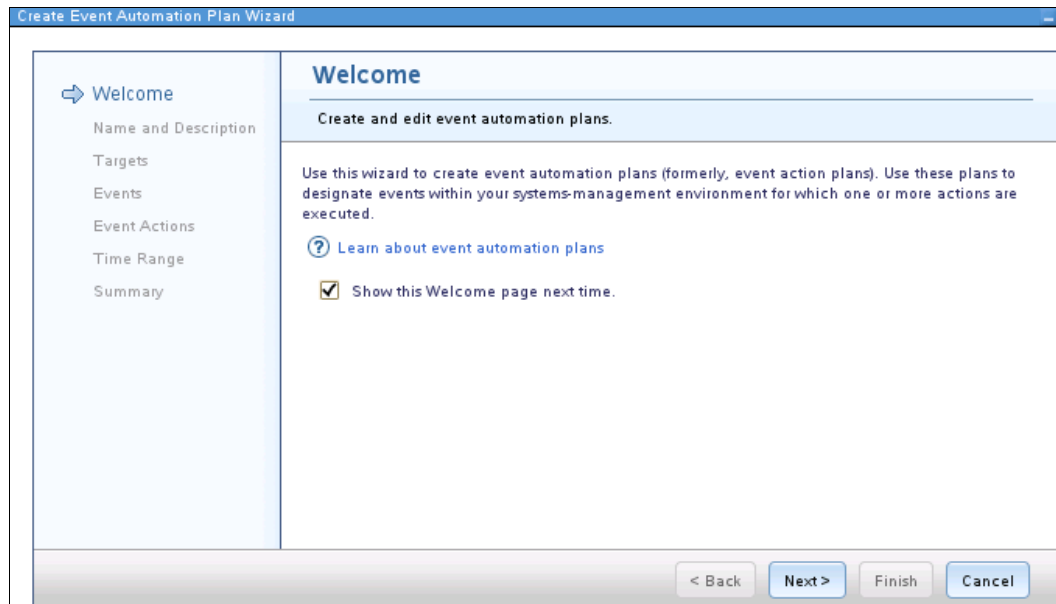 Create Event Automation Plan Wizard
Welcome
Name and Description
Targets
Events
Event Actions
Time Range
Summary
Welcome
Create and edit event automation plans.
Use this wizard to create event automation plans (formerly, event action plans). Use these plans to
designate events within your systems-management environment for which one or more actions are
executed.
? Learn about event automation plans
Show this Welcome page next time.
< Back
Next >
Finish
Cancel